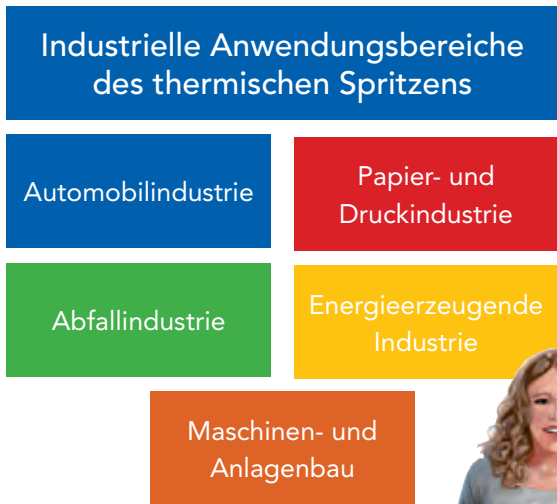 Industrielle Anwendungsbereiche
des thermischen Spritzens
Automobilindustrie
Papier- und
Druckindustrie
Abfallindustrie
Energieerzeugende
Industrie
Maschinen- und
Anlagenbau